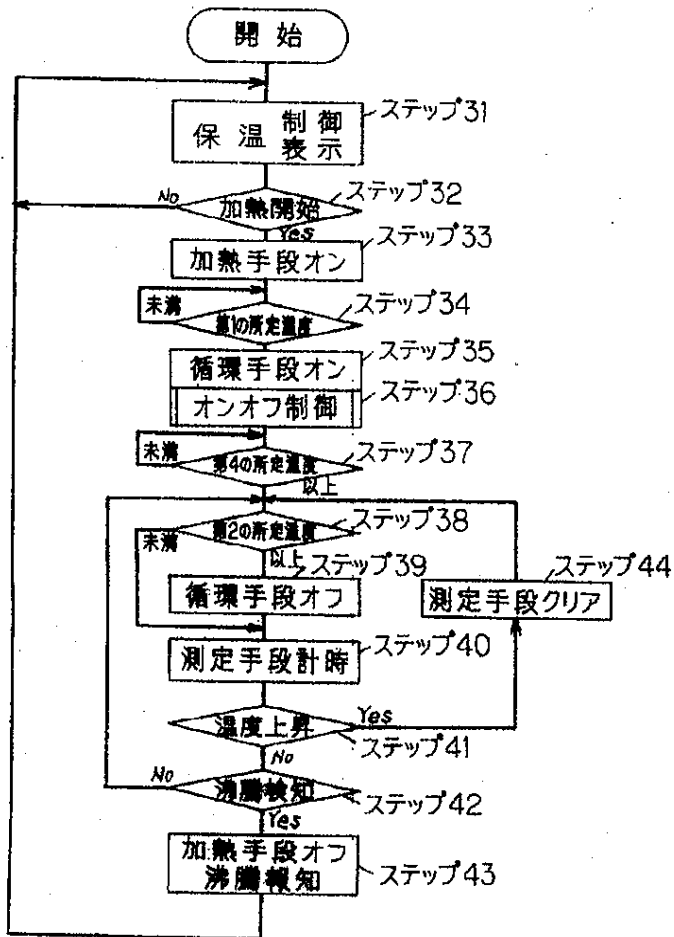 開始
保温 制御
表示
ステップ31
No
加熱開始
ステップ32
Yes
加熱手段オン
ステップ33
未満
第1の所定温度
ステップ34
循環手段オン
ステップ35
オンオフ制御
ステップ36
未満
第4の所定温度
ステップ37
以上
第2の所定温度
ステップ38
未満
以上
循環手段オフ
ステップ39
測定手段クリア
ステップ44
測定手段計時
ステップ40
温度上昇
Yes
ステップ41
No
No
沸騰検知
ステップ42
Yes
加熱手段オフ
沸騰報知
ステップ43